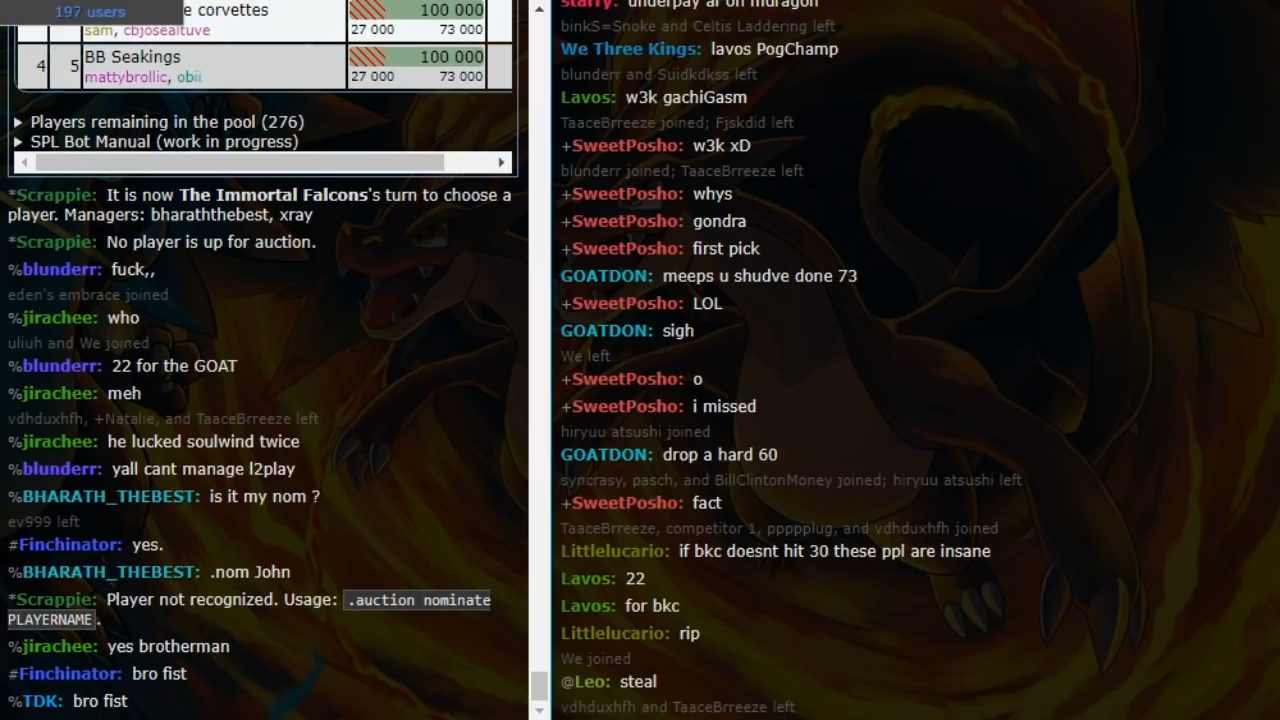 197 users
e corvettes
100 000
sam, cbjosealtuve
27 000 73 000
4 5 BB Seakings
100 000
mattybrollic, obii
27 000 73 000
Players remaining in the pool (276)
SPL Bot Manual (work in progress)
*Scrappie: It is now The Immortal Falcons's turn to choose a
player. Managers: bharaththebest, xray
*Scrappie: No player is up for auction.
%blunderr: fuck,,
eden's embrace joined
%jirachee: who
uliuh and We joined
%blunderr: 22 for the GOAT
%jirachee: meh
vdhduxhfh, +Natalie, and TaaceBrreeze left
%jirachee: he lucked soulwind twice
%blunderr: yall cant manage l2play
%BHARATH_THEBEST: is it my nom ?
ev999 left
#Finchinator: yes.
%BHARATH_THEBEST: .nom John
*Scrappie: Player not recognized. Usage: .auction nominate
PLAYERNAME.
%jirachee: yes brotherman
#Finchinator: bro fist
%TDK: bro fist
starry: underpay af on mdragon
binkS=Snoke and Celtis Laddering left
We Three Kings: lavos PogChamp
blunderr and Suidkdkss left
Lavos: w3k gachiGasm
TaaceBrreeze joined; Fjskdid left
+SweetPosho: w3k xD
blunderr joined; TaaceBrreeze left
+SweetPosho: whys
+SweetPosho: gondra
+SweetPosho: first pick
GOATDON: meeps u shudve done 73
+SweetPosho: LOL
GOATDON: sigh
We left
+SweetPosho: o
+SweetPosho: i missed
hiryuu atsushi joined
GOATDON: drop a hard 60
syncrasy, pasch, and BillClintonMoney joined; hiryuu atsushi left
+SweetPosho: fact
TaaceBrreeze, competitor 1, ppppplug, and vdhduxhfh joined
Littlelucario: if bkc doesnt hit 30 these ppl are insane
Lavos: 22
Lavos: for bkc
Littlelucario: rip
We joined
@Leo: steal
vdhduxhfh and TaaceBrreeze left